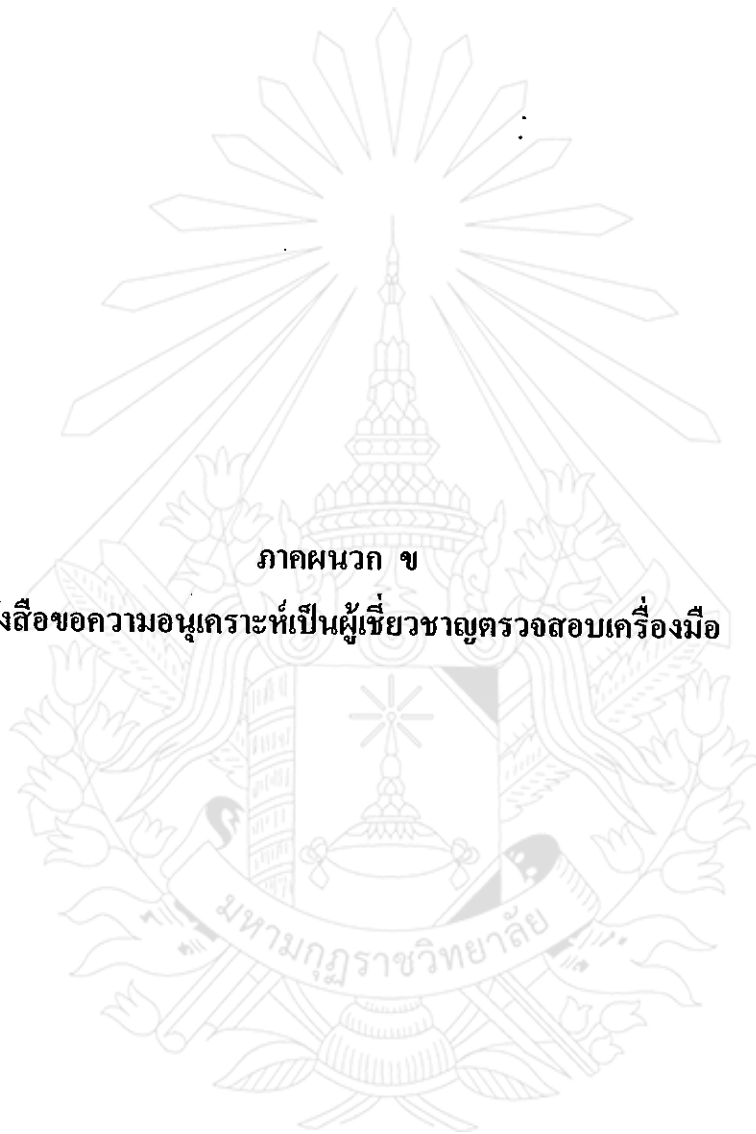 ภาคผนวก ข
งสือขอความอนุเคราะห์เป็นผู้เชี่ยวชาญตรวจสอบเครื่องมือ
มหามกุฏราชวิทยาลัย